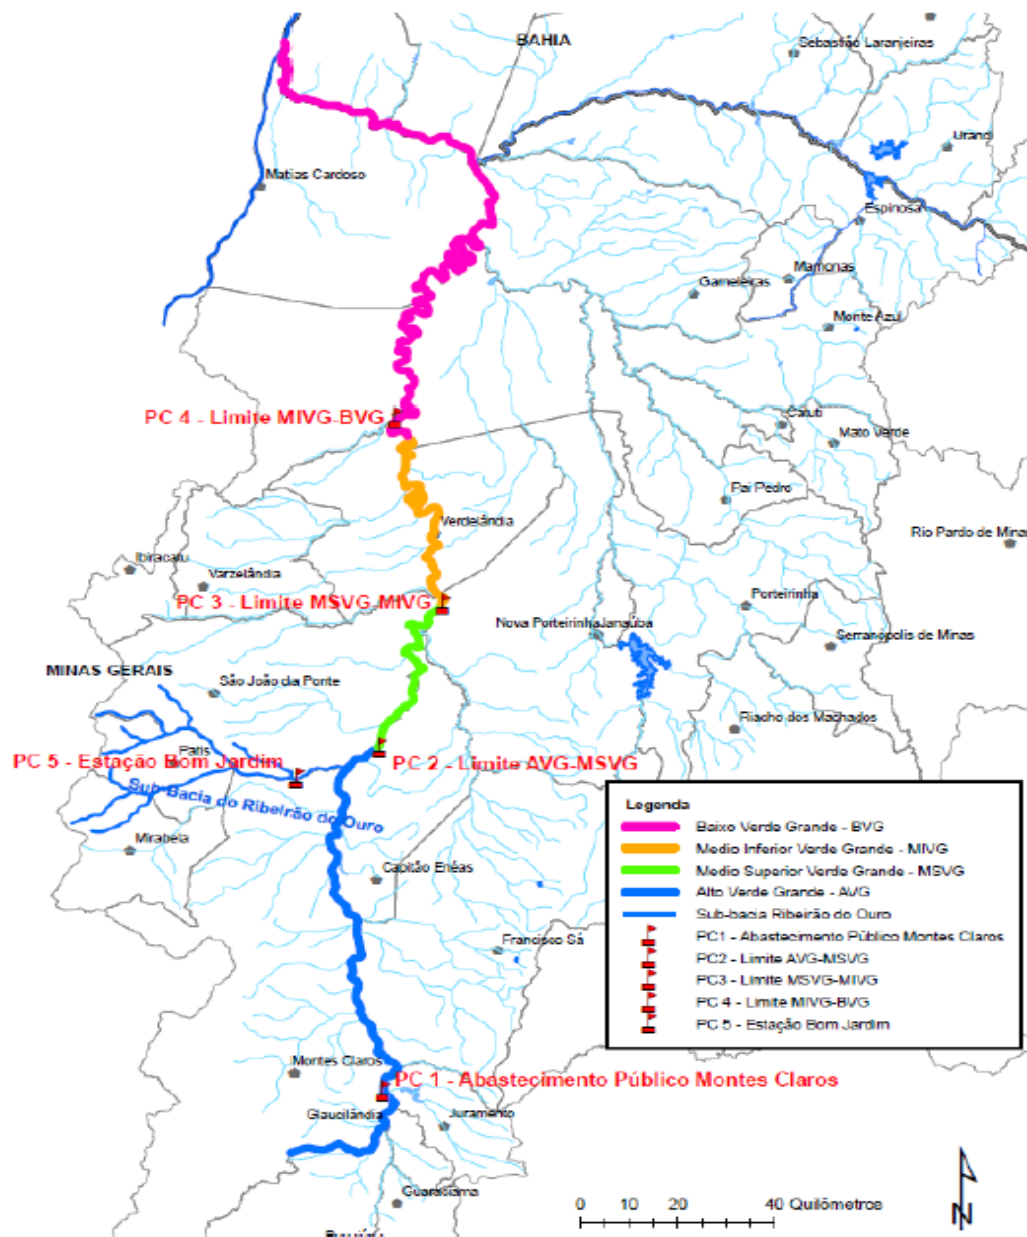 BAHIA
Sebastião Laranjeiras
Urandi
Matias Cardoso
Espinosa
Mamonas
Gameleiras
Monte Azul
PC 4 - Limite MIVG-BVG
Catuti
Mato Verde
Pai Pedro
Verdelândia
Rio Pardo de Minas
Ibiracatu
Varzelândia
PC 3 - Limite MSVG-MIVG
Porteirinha
Nova Porteirinha
Janaúba
Serranópolis de Minas
MINAS GERAIS
São João da Ponte
Riacho dos Machados
PC 5 - Estação Bom Jardim
Patis
PC 2 - Limite AVG-MSVG
Sub-Bacia do Ribeirão do Ouro
Mirabela
Capitão Enéas
Francisco Sá
Legenda
Baixo Verde Grande - BVG
Medio Inferior Verde Grande - MIVG
Medio Superior Verde Grande - MSVG
Alto Verde Grande - AVG
Sub-bacia Ribeirão do Ouro
PC1 - Abastecimento Público Montes Claros
PC2 - Limite AVG-MSVG
PC3 - Limite MSVG-MIVG
PC 4 - Limite MIVG-BVG
PC 5 - Estação Bom Jardim
Montes Claros
PC 1 - Abastecimento Público Montes Claros
Glaucilândia
Juramento
Guaraciama
0 10 20 40 Quilômetros
N